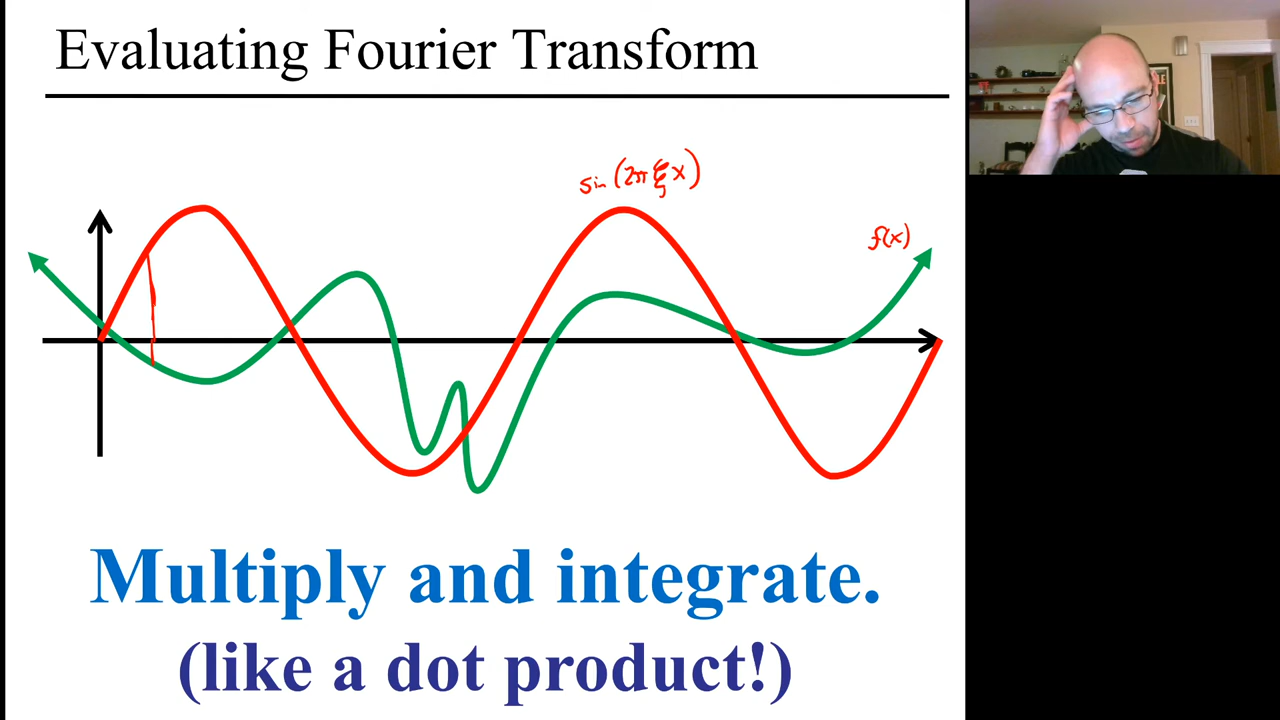 Evaluating Fourier Transform
sin(2πξx)
f(x)
Multiply and integrate.
(like a dot product!)